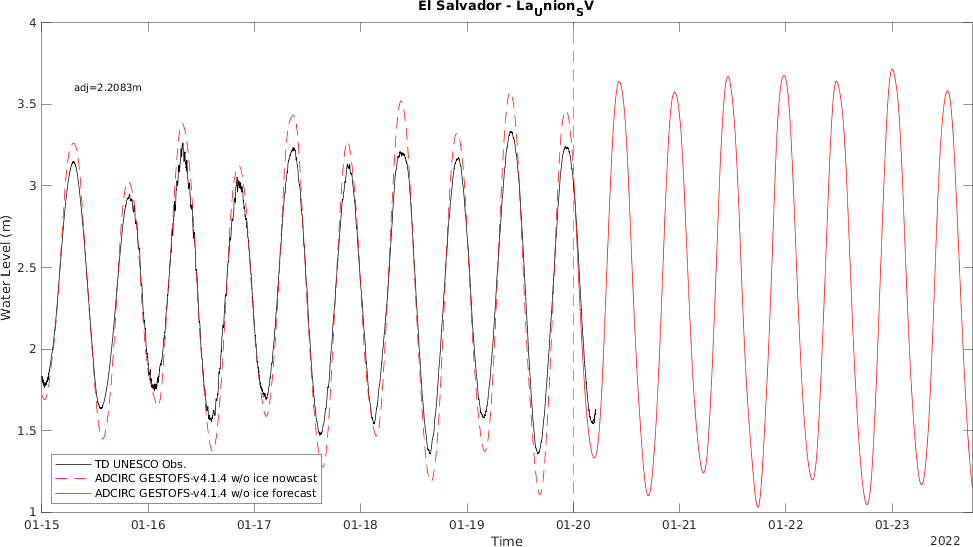 El Salvador - LaUnionSV
4
3.5
3
2.5
2
1.5
1
Water Level (m)
adj=2.2083m
TD UNESCO Obs.
ADCIRC GESTOFS-v4.1.4 w/o ice nowcast
ADCIRC GESTOFS-v4.1.4 w/o ice forecast
01-15 01-16 01-17 01-18 01-19 01-20 01-21 01-22 01-23
Time
2022